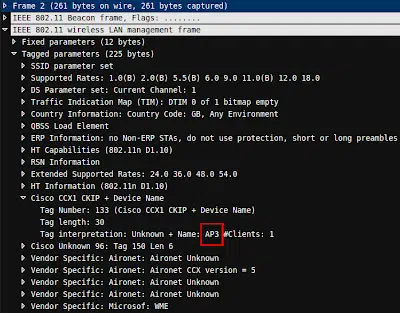 Frame 2 (261 bytes on wire, 261 bytes captured)
IEEE 802.11 Beacon frame, Flags: ........
IEEE 802.11 wireless LAN management frame
Fixed parameters (12 bytes)
Tagged parameters (225 bytes)
SSID parameter set
Supported Rates: 1.0(B) 2.0(B) 5.5(B) 6.0 9.0 11.0(B) 12.0 18.0
DS Parameter set: Current Channel: 1
Traffic Indication Map (TIM): DTIM 0 of 1 bitmap empty
Country Information: Country Code: GB, Any Environment
QBSS Load Element
ERP Information: no Non-ERP STAs, do not use protection, short or long preambles
HT Capabilities (802.11n D1.10)
RSN Information
Extended Supported Rates: 24.0 36.0 48.0 54.0
HT Information (802.11n D1.10)
Cisco CCX1 CKIP + Device Name
Tag Number: 133 (Cisco CCX1 CKIP + Device Name)
Tag length: 30
Tag interpretation: Unknown + Name: AP3 #Clients: 1
Cisco Unknown 96: Tag 150 Len 6
Vendor Specific: Aironet: Aironet Unknown
Vendor Specific: Aironet: Aironet CCX version = 5
Vendor Specific: Aironet: Aironet Unknown
Vendor Specific: Aironet: Aironet Unknown
Vendor Specific: Microsof: WME